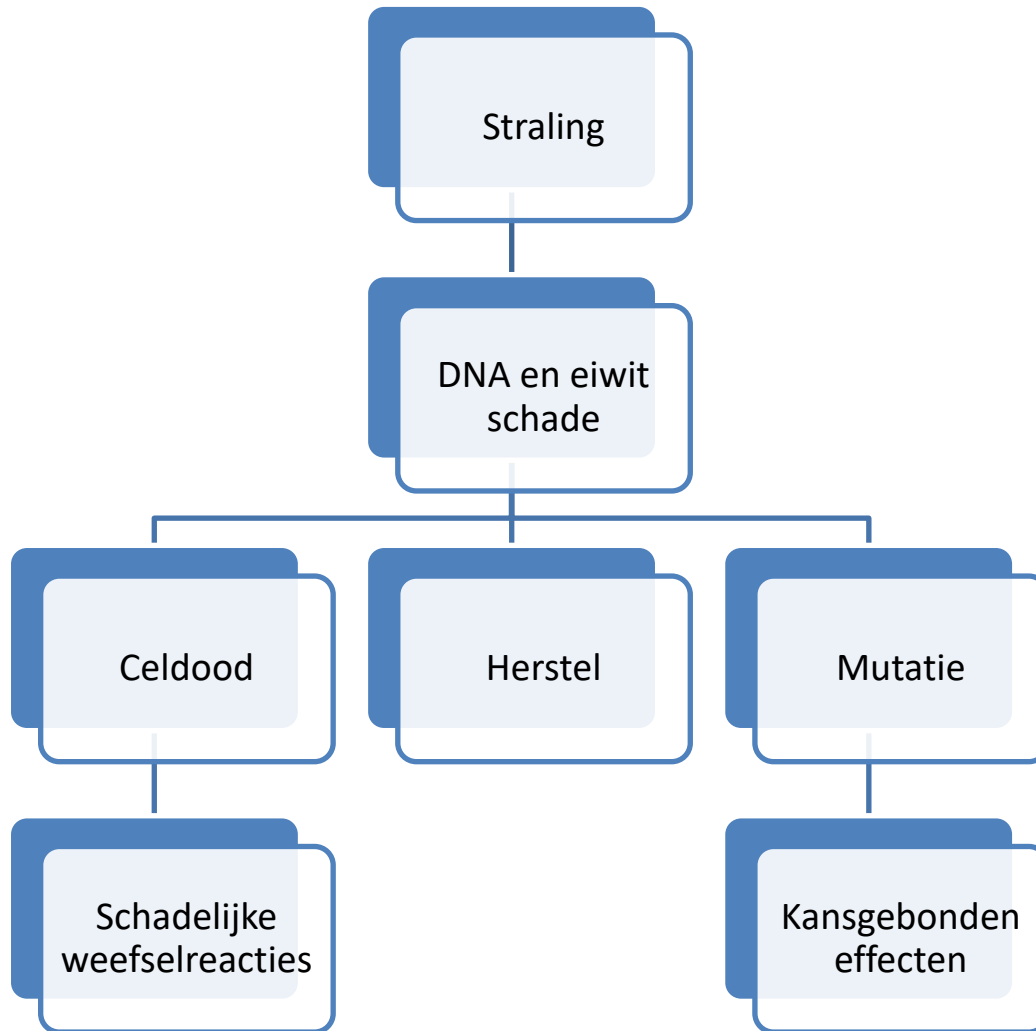 Straling
DNA en eiwit
schade
Celdood
Herstel
Mutatie
Schadelijke
weefselreacties
Kansgebonden
effecten